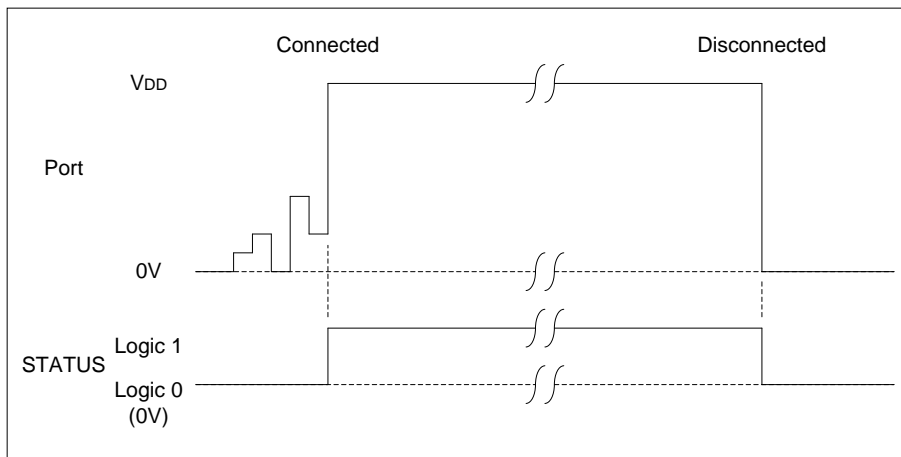 Connected
Disconnected
VDD
Port
0V
Logic 1
STATUS
Logic 0
(0V)